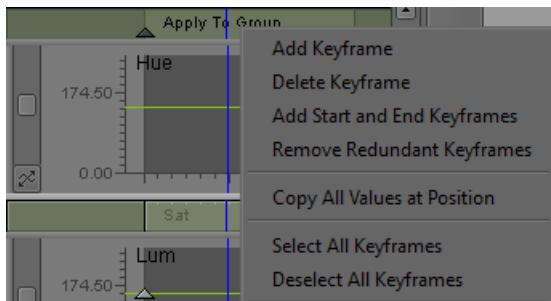 Apply To Group
Hue
174.50
0.00
Sat
Lum
174.50
Add Keyframe
Delete Keyframe
Add Start and End Keyframes
Remove Redundant Keyframes
Copy All Values at Position
Select All Keyframes
Deselect All Keyframes